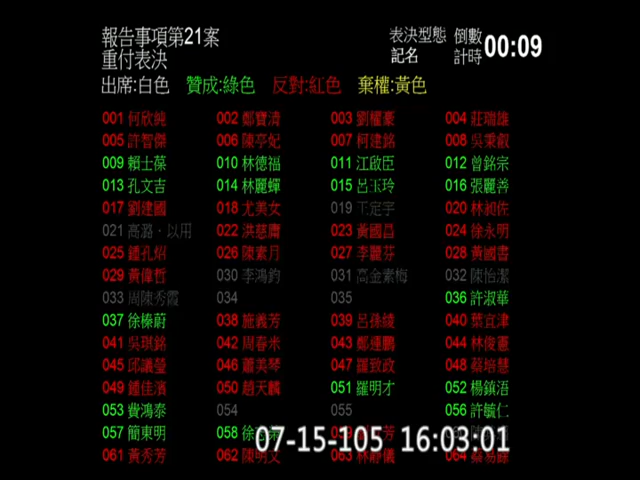 報告事項第21案
重付表決
表決型態
記名
倒數
計時
00:09
出席:白色 贊成:綠色 反對:紅色 棄權:黃色
001 何欣純 002 鄭寶清 003 劉櫂豪 004 莊瑞雄
005 許智傑 006 陳亭妃 007 柯建銘 008 吳秉叡
009 賴士葆 010 林德福 011 江啟臣 012 曾銘宗
013 孔文吉 014 林麗蟬 015 呂玉玲 016 張麗善
017 劉建國 018 尤美女 019 王定宇 020 林昶佐
021 高潞．以用 022 洪慈庸 023 黃國昌 024 徐永明
025 鍾孔炤 026 陳素月 027 李麗芬 028 黃國書
029 黃偉哲 030 李鴻鈞 031 高金素梅 032 陳怡潔
033 周陳秀霞 034 035 036 許淑華
037 徐榛蔚 038 施義芳 039 呂孫綾 040 葉宜津
041 吳琪銘 042 周春米 043 鄭運鵬 044 林俊憲
045 邱議瑩 046 蕭美琴 047 羅致政 048 蔡培慧
049 鍾佳濱 050 趙天麟 051 羅明才 052 楊鎮浯
053 費鴻泰 054 055 056 許毓仁
057 簡東明 058 徐志榮
061 黃秀芳 062 陳明文 063 林靜儀 064 蔡易餘
07-15-105 16:03:01